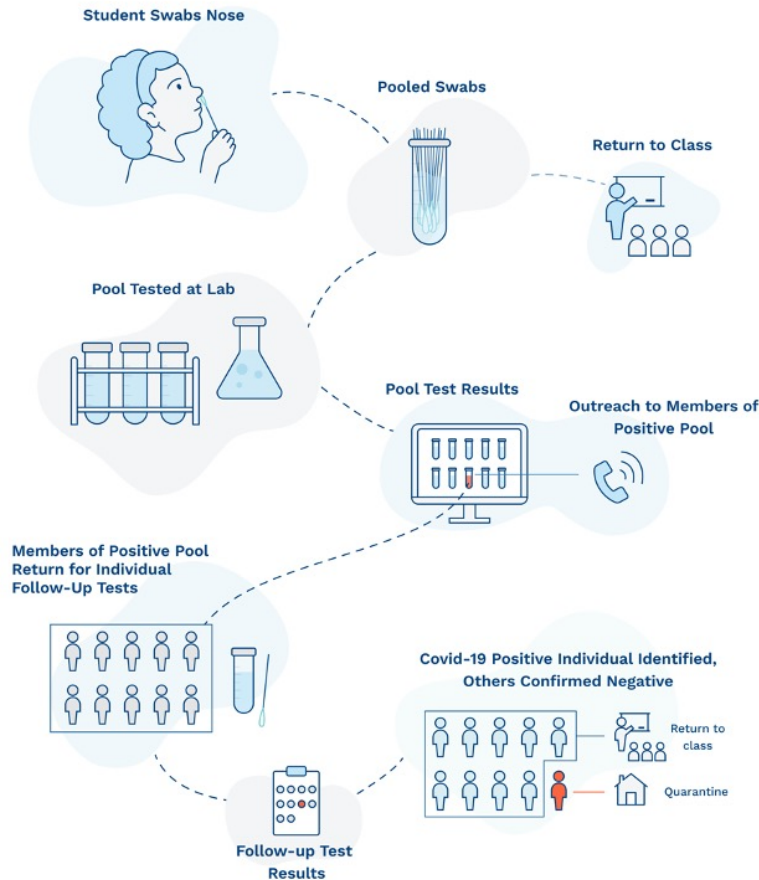 Student Swabs Nose
Pooled Swabs
Return to Class
Pool Tested at Lab
Pool Test Results
Outreach to Members of
Positive Pool
Members of Positive Pool
Return for Individual
Follow-Up Tests
Covid-19 Positive Individual Identified,
Others Confirmed Negative
Return to
class
Quarantine
Follow-up Test
Results